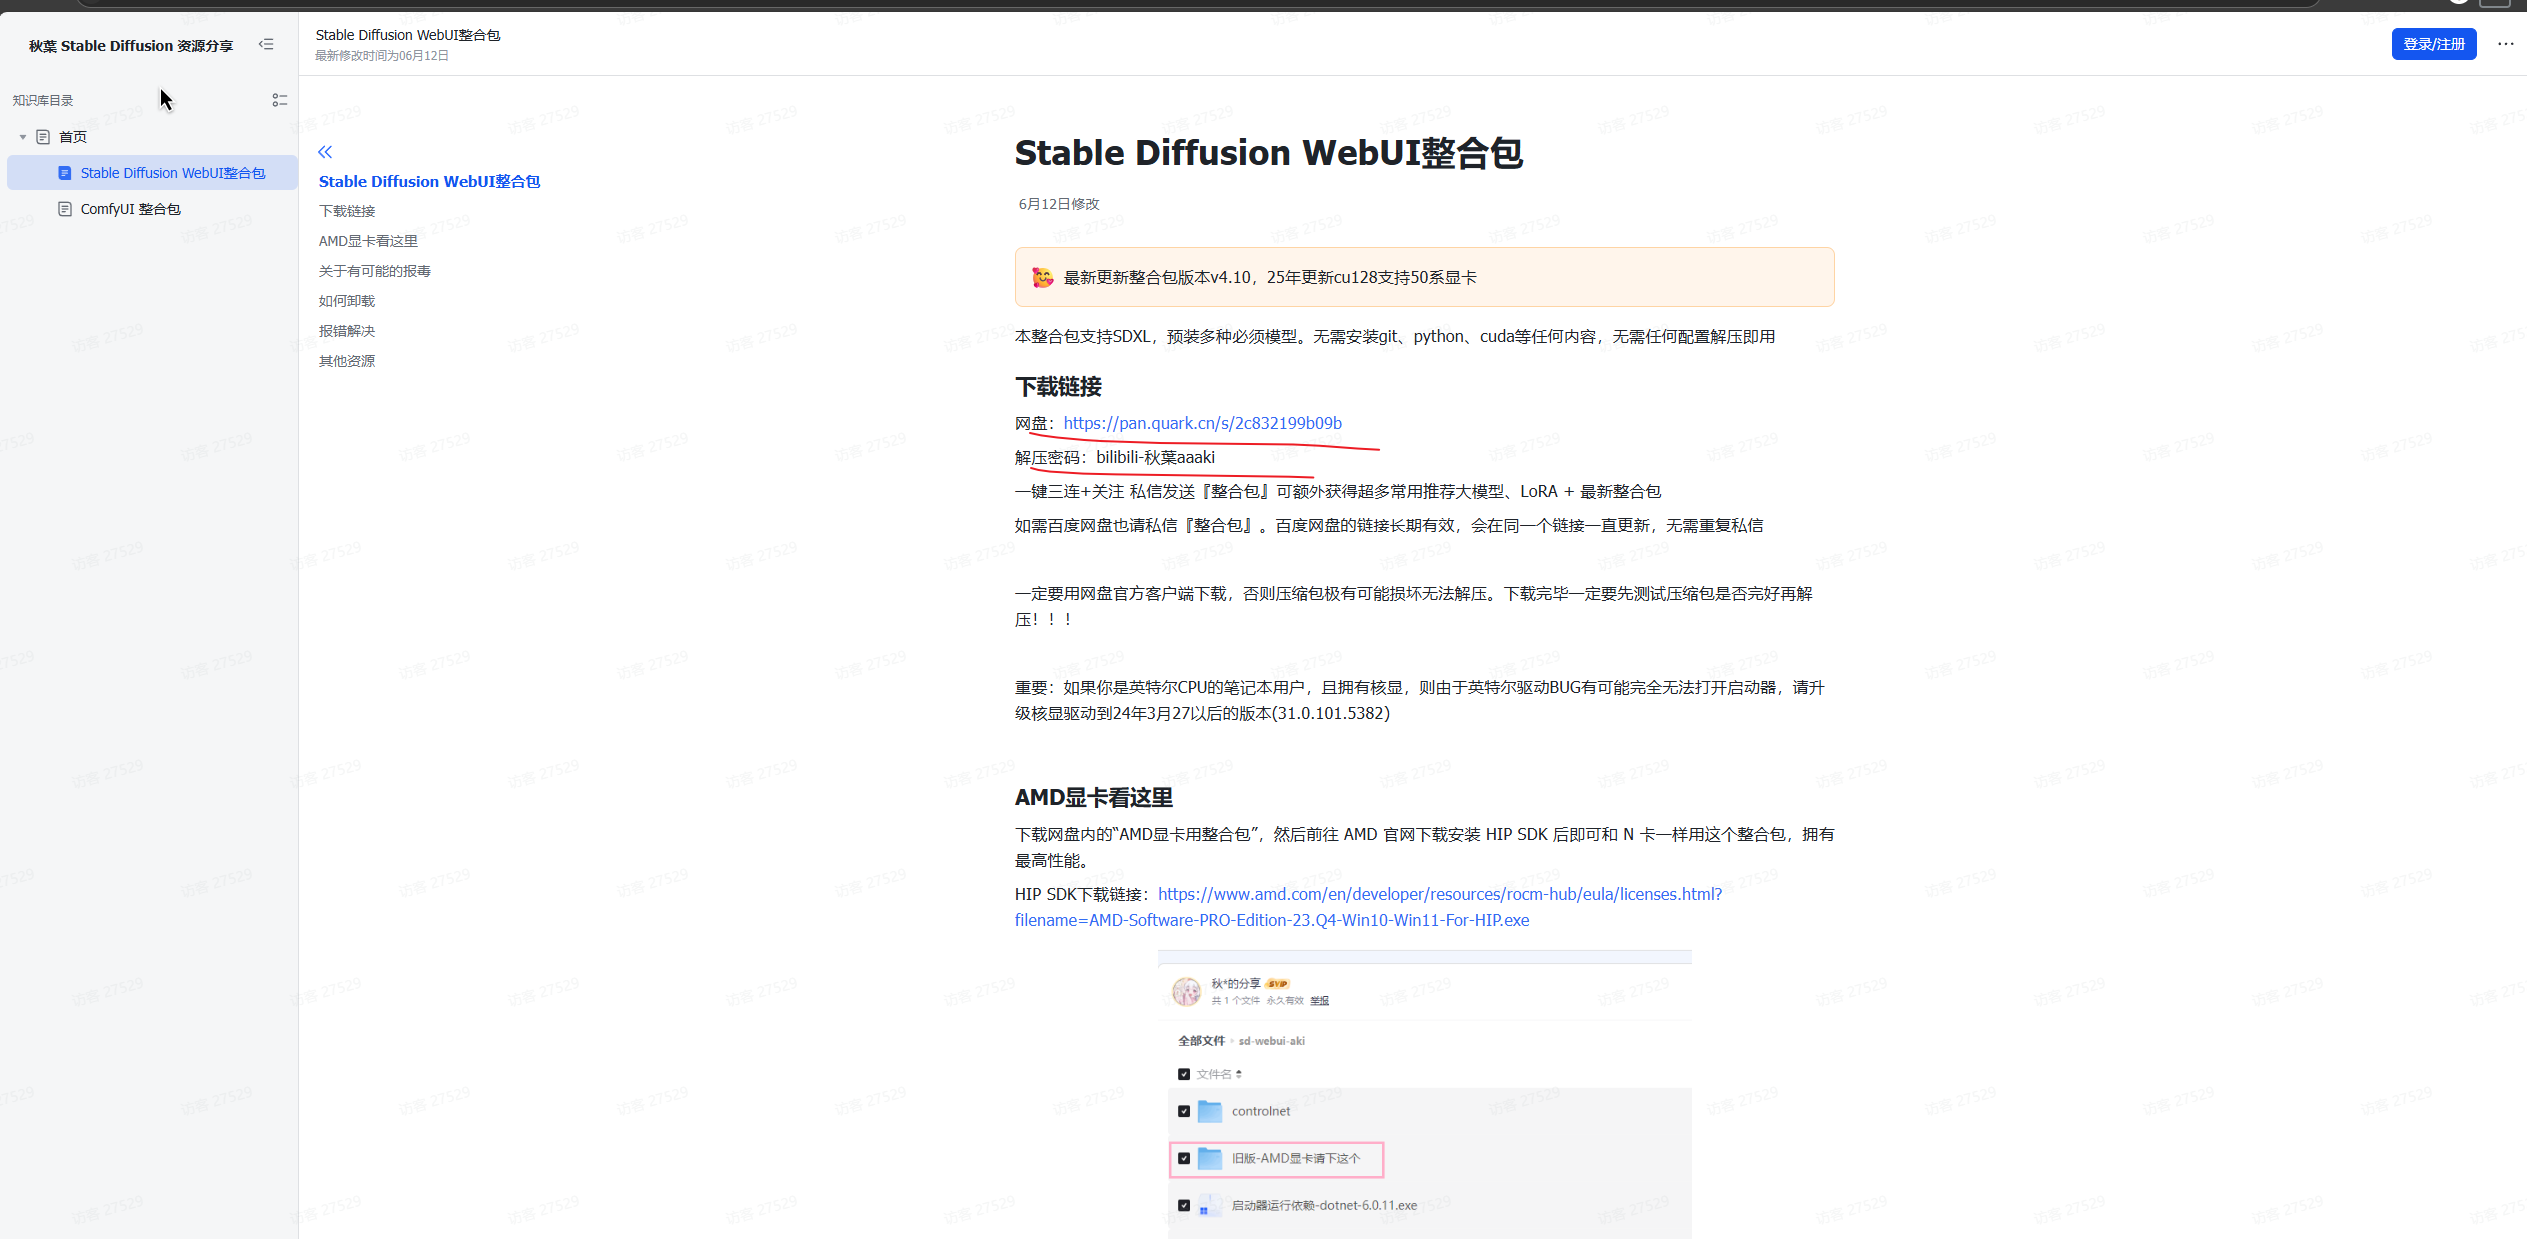 秋葉 Stable Diffusion 资源分享
知识库目录
首页
Stable Diffusion WebUI整合包
ComfyUI 整合包
Stable Diffusion WebUI整合包
最新修改时间为06月12日
登录/注册
Stable Diffusion WebUI整合包
下载链接
AMD显卡看这里
关于有可能的报毒
如何卸载
报错解决
其他资源
Stable Diffusion WebUI整合包
6月12日修改
🥰 最新更新整合包版本v4.10，25年更新cu128支持50系显卡
本整合包支持SDXL，预装多种必须模型。无需安装git、python、cuda等任何内容，无需任何配置解压即用
下载链接
网盘：https://pan.quark.cn/s/2c832199b09b
解压密码：bilibili-秋葉aaaki
一键三连+关注 私信发送『整合包』可额外获得超多常用推荐大模型、LoRA + 最新整合包
如需百度网盘也请私信『整合包』。百度网盘的链接长期有效，会在同一个链接一直更新，无需重复私信
一定要用网盘官方客户端下载，否则压缩包极有可能损坏无法解压。下载完毕一定要先测试压缩包是否完好再解
压！！！
重要：如果你是英特尔CPU的笔记本用户，且拥有核显，则由于英特尔驱动BUG有可能完全无法打开启动器，请升
级核显驱动到24年3月27以后的版本(31.0.101.5382)
AMD显卡看这里
下载网盘内的“AMD显卡用整合包”，然后前往 AMD 官网下载安装 HIP SDK 后即可和 N 卡一样用这个整合包，拥有
最高性能。
HIP SDK下载链接：https://www.amd.com/en/developer/resources/rocm-hub/eula/licenses.html?
filename=AMD-Software-PRO-Edition-23.Q4-Win10-Win11-For-HIP.exe
秋*的分享 SVIP
共 1 个文件 永久有效 举报
全部文件 sd-webui-aki
文件名
controlnet
旧版-AMD显卡请下这个
启动器运行依赖-dotnet-6.0.11.exe
访客 27529